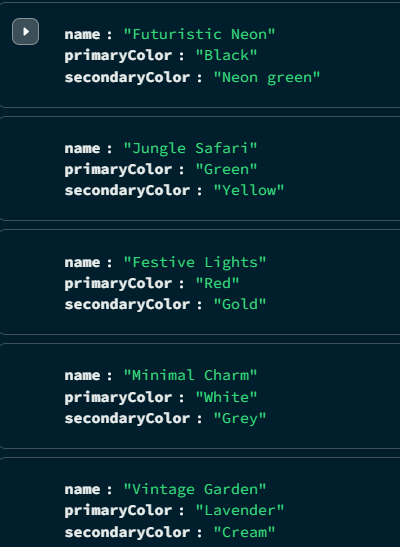 name : "Futuristic Neon"
primaryColor : "Black"
secondaryColor : "Neon green"
name : "Jungle Safari"
primaryColor : "Green"
secondaryColor : "Yellow"
name : "Festive Lights"
primaryColor : "Red"
secondaryColor : "Gold"
name : "Minimal Charm"
primaryColor : "White"
secondaryColor : "Grey"
name : "Vintage Garden"
primaryColor : "Lavender"
secondaryColor : "Cream"